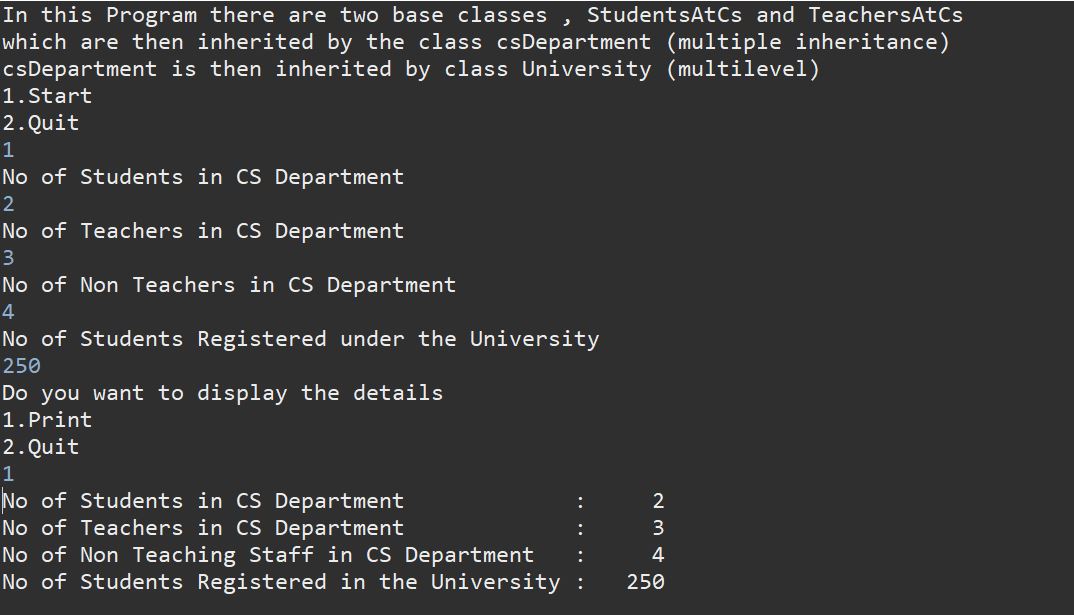 In this Program there are two base classes , StudentsAtCs and TeachersAtCs
which are then inherited by the class csDepartment (multiple inheritance)
csDepartment is then inherited by class University (multilevel)
1.Start
2.Quit
1
No of Students in CS Department
2
No of Teachers in CS Department
3
No of Non Teachers in CS Department
4
No of Students Registered under the University
250
Do you want to display the details
1.Print
2.Quit
1
No of Students in CS Department             :     2
No of Teachers in CS Department             :     3
No of Non Teaching Staff in CS Department   :     4
No of Students Registered in the University :   250